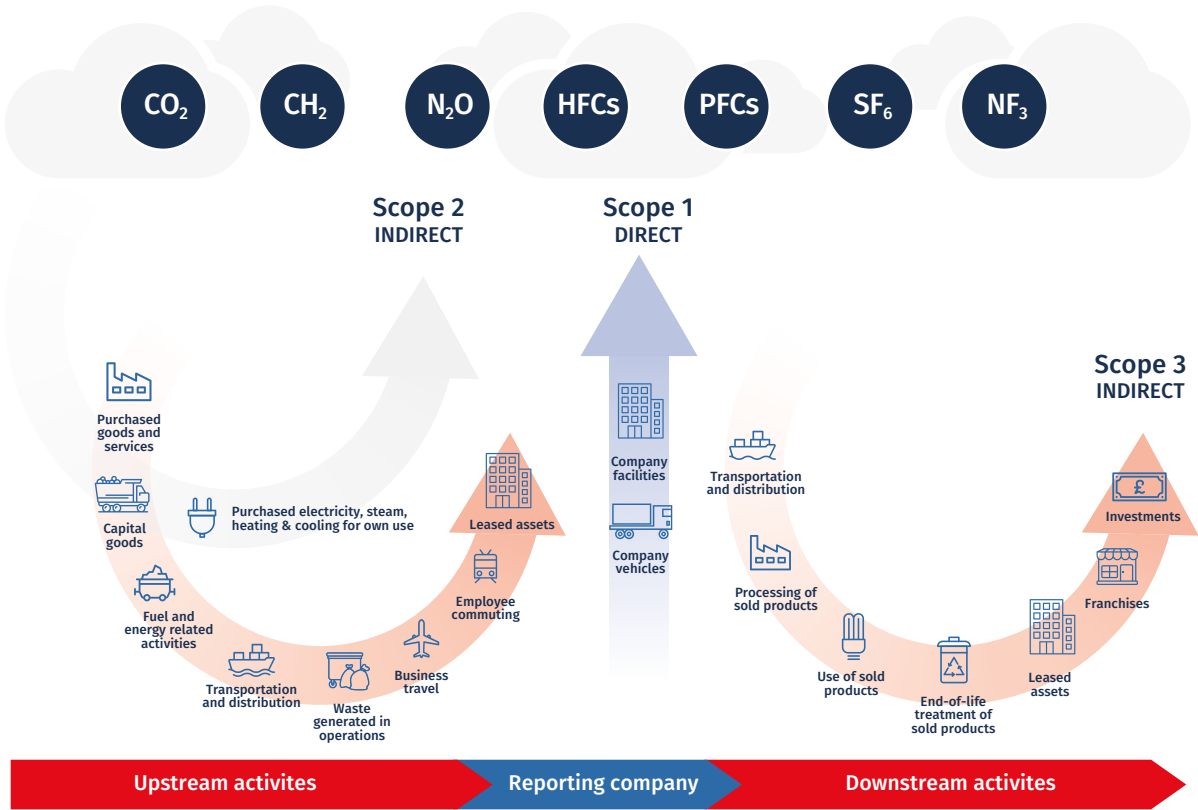 CO₂
CH₂
N₂O
HFCs
PFCs
SF₆
NF₃
Scope 2
INDIRECT
Scope 1
DIRECT
Scope 3
INDIRECT
Purchased
goods and
services
Capital
goods
Purchased electricity, steam,
heating & cooling for own use
Fuel and
energy related
activities
Transportation
and distribution
Waste
generated in
operations
Business
travel
Employee
commuting
Leased assets
Company
facilities
Company
vehicles
Transportation
and distribution
Processing of
sold products
Use of sold
products
End-of-life
treatment of
sold products
Leased
assets
Franchises
£
Investments
Upstream activites
Reporting company
Downstream activites